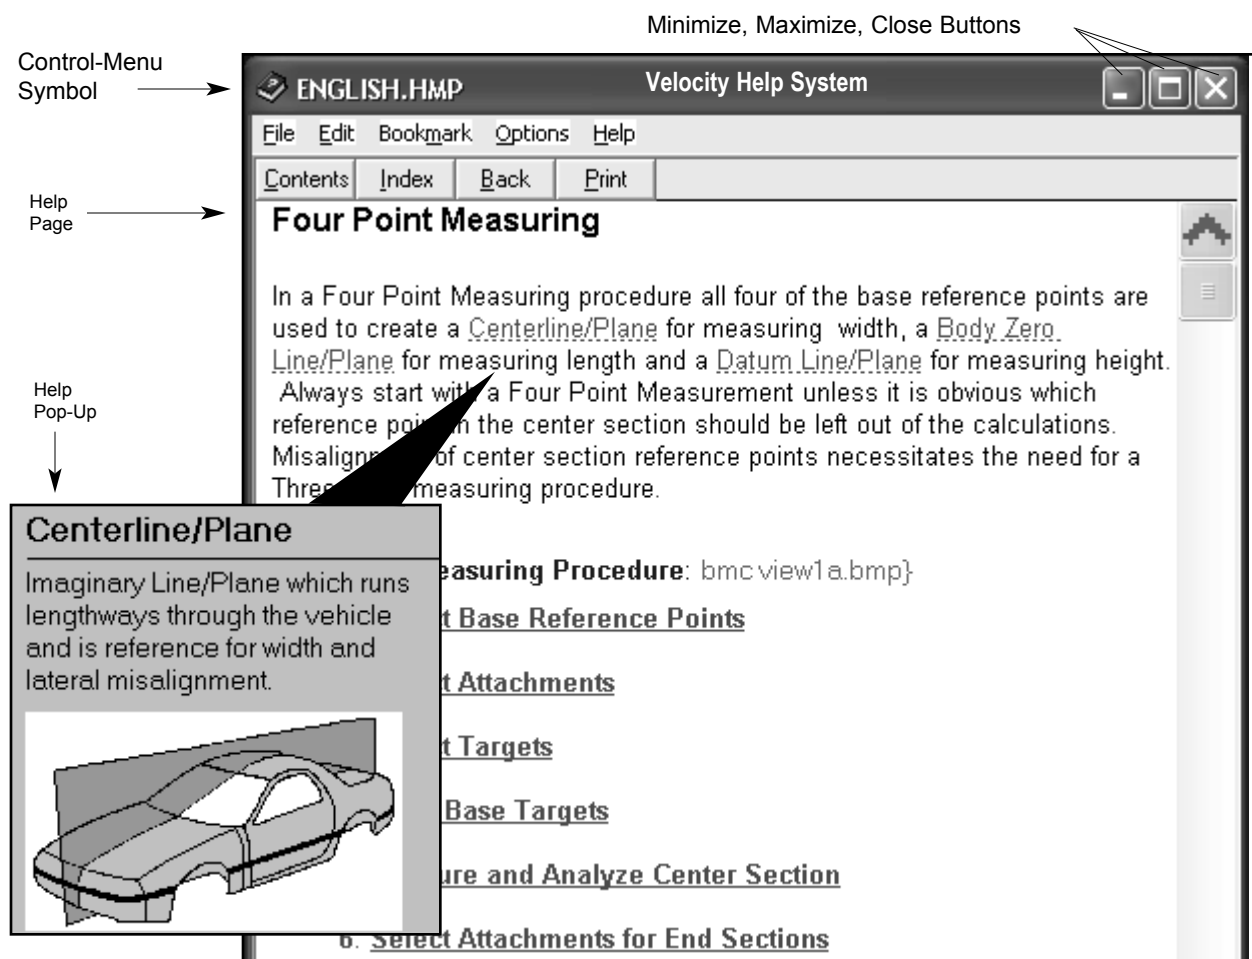 Minimize, Maximize, Close Buttons
Control-Menu
Symbol
ENGLISH.HMP
Velocity Help System
File Edit Bookmark Options Help
Contents Index Back Print
Help
Page
Four Point Measuring
In a Four Point Measuring procedure all four of the base reference points are
used to create a Centerline/Plane for measuring width, a Body Zero
Line/Plane for measuring length and a Datum Line/Plane for measuring height.
Always start with a Four Point Measurement unless it is obvious which
reference point in the center section should be left out of the calculations.
Misalignment of center section reference points necessitates the need for a
Three measuring procedure.
Help
Pop-Up
Centerline/Plane
Imaginary Line/Plane which runs
lengthways through the vehicle
and is reference for width and
lateral misalignment.
easuring Procedure: bmc view1a.bmp}
t Base Reference Points
t Attachments
t Targets
Base Targets
ure and Analyze Center Section
6. Select Attachments for End Sections